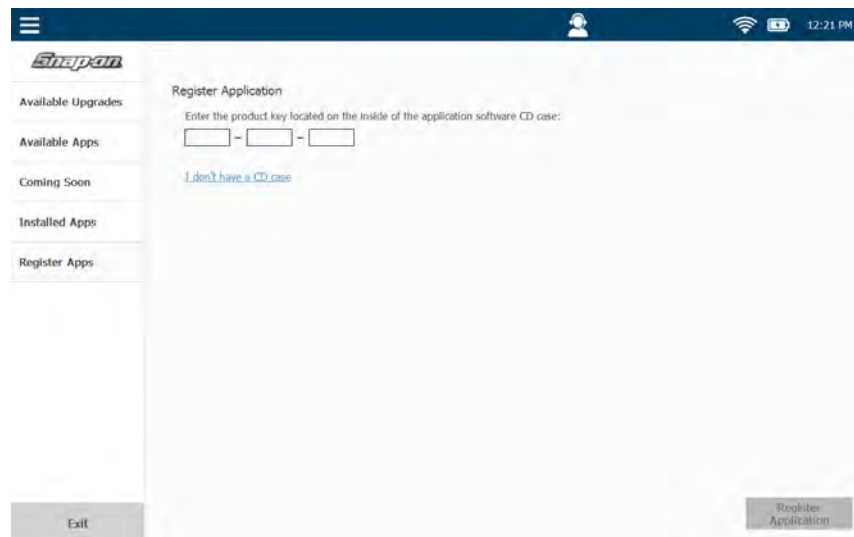 12:21 PM
Snap-on
Available Upgrades
Available Apps
Coming Soon
Installed Apps
Register Apps
Exit
Register Application
Enter the product key located on the inside of the application software CD case:
- -
I don't have a CD case
Register
Application